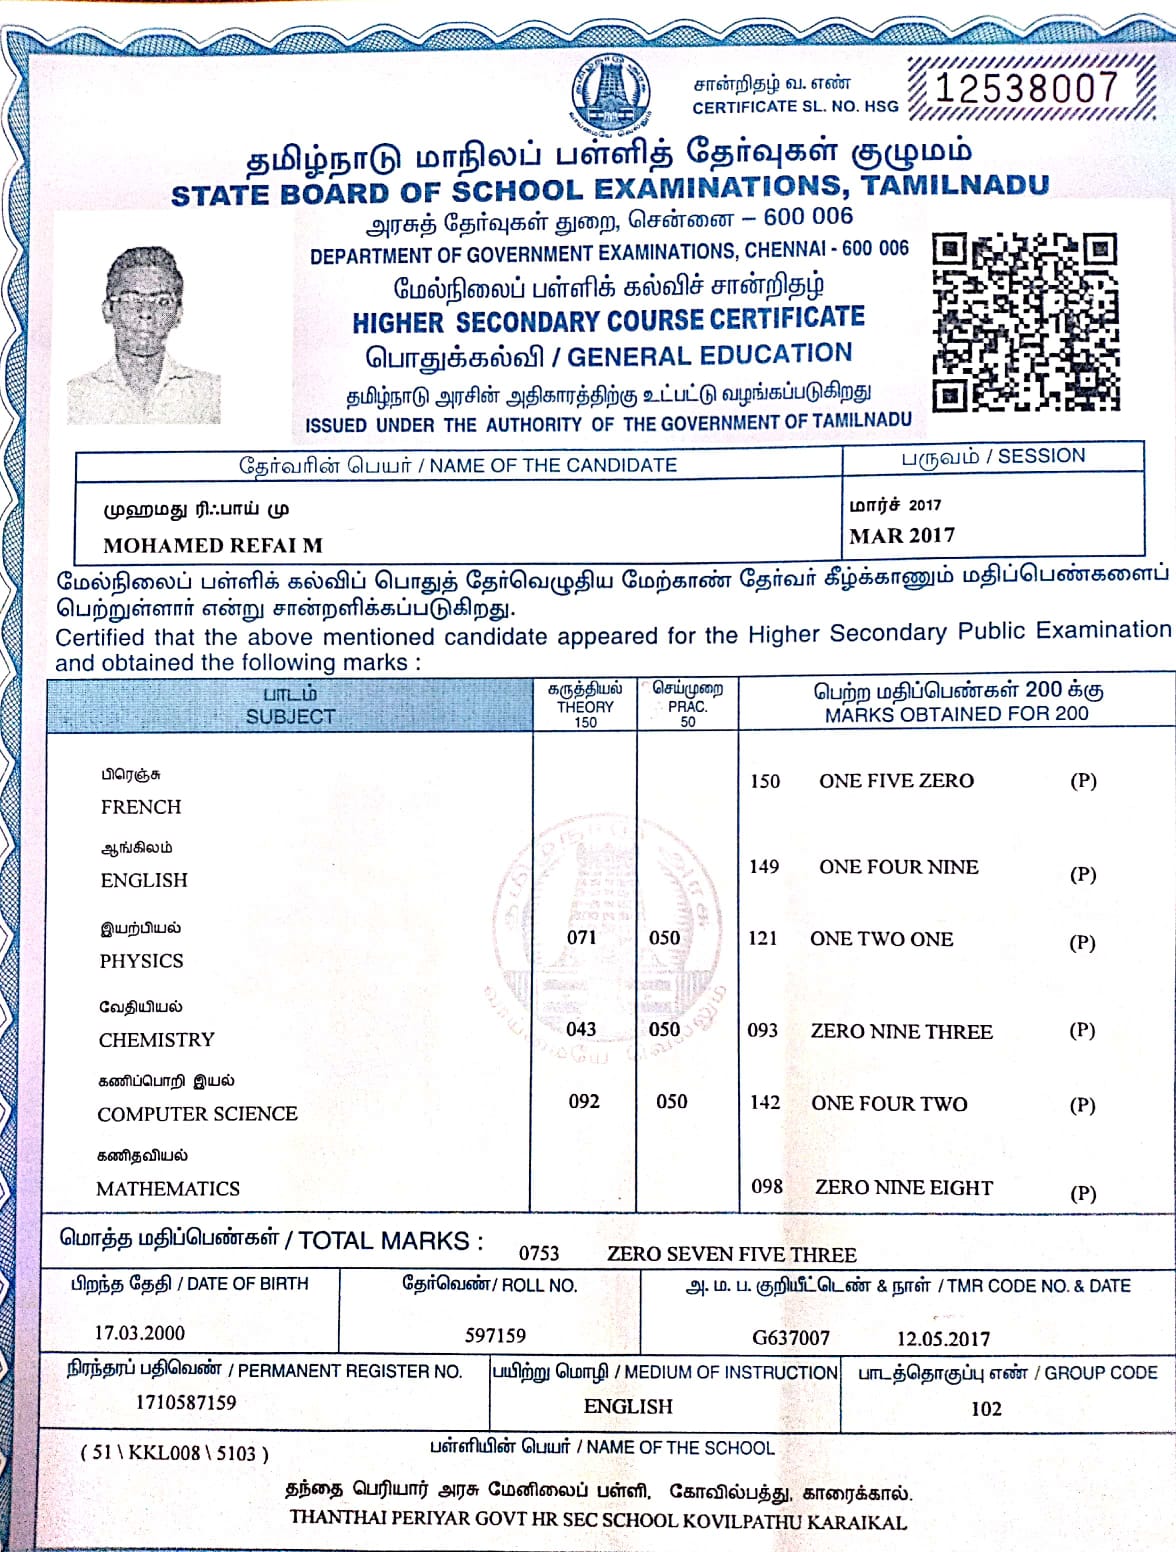 சான்றிதழ் வ. எண்
CERTIFICATE SL. NO. HSG 12538007
தமிழ்நாடு மாநிலப் பள்ளித் தேர்வுகள் குழுமம்
STATE BOARD OF SCHOOL EXAMINATIONS, TAMILNADU
அரசுத் தேர்வுகள் துறை, சென்னை – 600 006
DEPARTMENT OF GOVERNMENT EXAMINATIONS, CHENNAI - 600 006
மேல்நிலைப் பள்ளிக் கல்விச் சான்றிதழ்
HIGHER SECONDARY COURSE CERTIFICATE
பொதுக்கல்வி / GENERAL EDUCATION
தமிழ்நாடு அரசின் அதிகாரத்திற்கு உட்பட்டு வழங்கப்படுகிறது
ISSUED UNDER THE AUTHORITY OF THE GOVERNMENT OF TAMILNADU
தேர்வரின் பெயர் / NAME OF THE CANDIDATE பருவம் / SESSION
முஹமது ரிஃபாய் மு மார்ச் 2017
MOHAMED REFAI M MAR 2017
மேல்நிலைப் பள்ளிக் கல்விப் பொதுத் தேர்வெழுதிய மேற்காண் தேர்வர் கீழ்க்காணும் மதிப்பெண்களைப்
பெற்றுள்ளார் என்று சான்றளிக்கப்படுகிறது.
Certified that the above mentioned candidate appeared for the Higher Secondary Public Examination
and obtained the following marks :
பாடம் கருத்தியல் செய்முறை பெற்ற மதிப்பெண்கள் 200 க்கு
SUBJECT THEORY PRAC. MARKS OBTAINED FOR 200
150 50
பிரெஞ்சு
FRENCH 150 ONE FIVE ZERO (P)
ஆங்கிலம்
ENGLISH 149 ONE FOUR NINE (P)
இயற்பியல்
PHYSICS 071 050 121 ONE TWO ONE (P)
வேதியியல்
CHEMISTRY 043 050 093 ZERO NINE THREE (P)
கணிப்பொறி இயல்
COMPUTER SCIENCE 092 050 142 ONE FOUR TWO (P)
கணிதவியல்
MATHEMATICS 098 ZERO NINE EIGHT (P)
மொத்த மதிப்பெண்கள் / TOTAL MARKS : 0753 ZERO SEVEN FIVE THREE
பிறந்த தேதி / DATE OF BIRTH தேர்வெண் / ROLL NO. அ. ம. ப. குறியீட்டெண் & நாள் / TMR CODE NO. & DATE
17.03.2000 597159 G637007 12.05.2017
நிரந்தரப் பதிவெண் / PERMANENT REGISTER NO. பயிற்று மொழி / MEDIUM OF INSTRUCTION பாடத்தொகுப்பு எண் / GROUP CODE
1710587159 ENGLISH 102
( 51 \ KKL008 \ 5103 ) பள்ளியின் பெயர் / NAME OF THE SCHOOL
தந்தை பெரியார் அரசு மேனிலைப் பள்ளி, கோவில்பத்து, காரைக்கால்.
THANTHAI PERIYAR GOVT HR SEC SCHOOL KOVILPATHU KARAIKAL